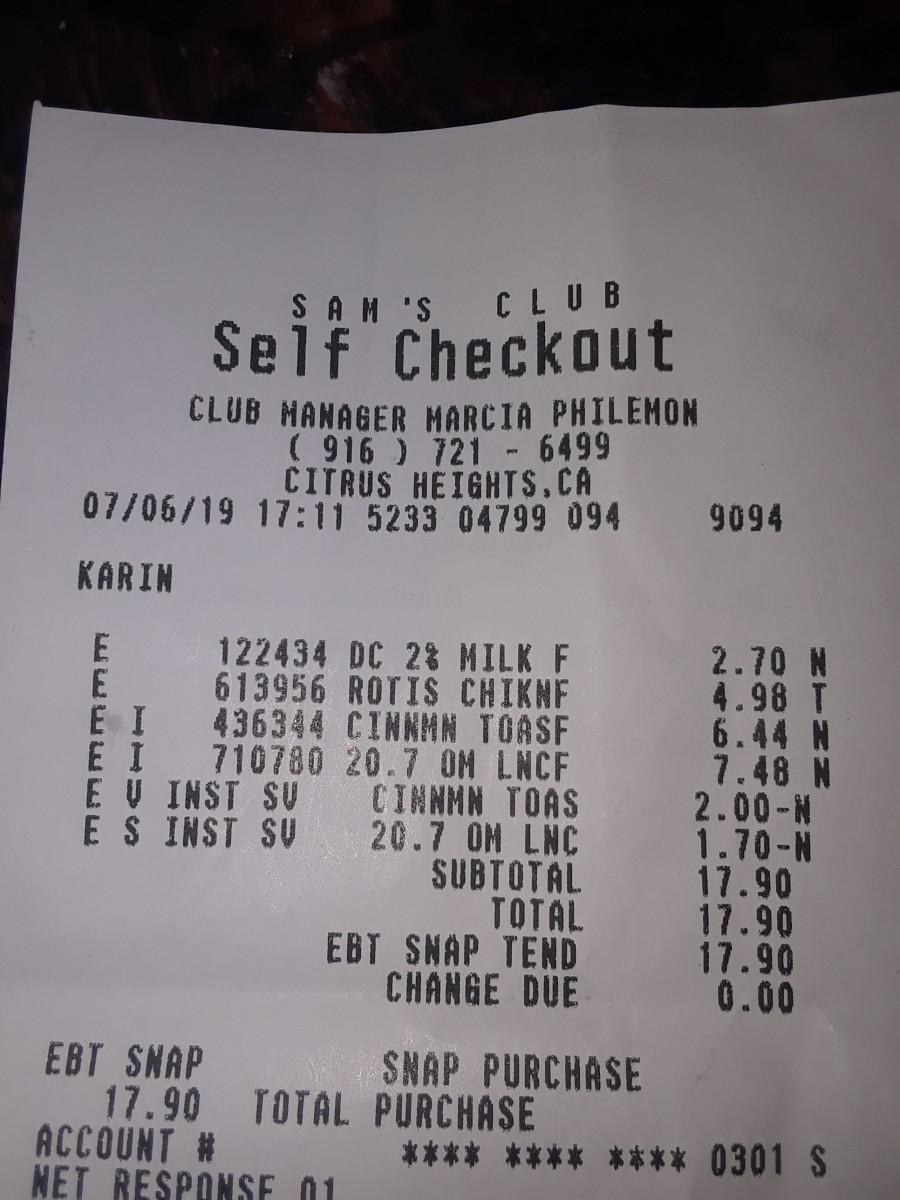 SAM'S CLUB
Self Checkout
CLUB MANAGER MARCIA PHILEMON
( 916 ) 721 - 6499
CITRUS HEIGHTS,CA
07/06/19 17:11 5233 04799 094 9094
KARIN
E 122434 DC 2% MILK F 2.70 N
E 613956 ROTIS CHIKNF 4.98 T
E I 436344 CINNMN TOASF 6.44 N
E I 710780 20.7 OM LNCF 7.48 N
E V INST SV CINNMN TOAS 2.00-N
E S INST SV 20.7 OM LNC 1.70-N
SUBTOTAL 17.90
TOTAL 17.90
EBT SNAP TEND 17.90
CHANGE DUE 0.00
EBT SNAP SNAP PURCHASE
17.90 TOTAL PURCHASE
ACCOUNT # **** **** **** 0301 S
NET RESPONSE 01